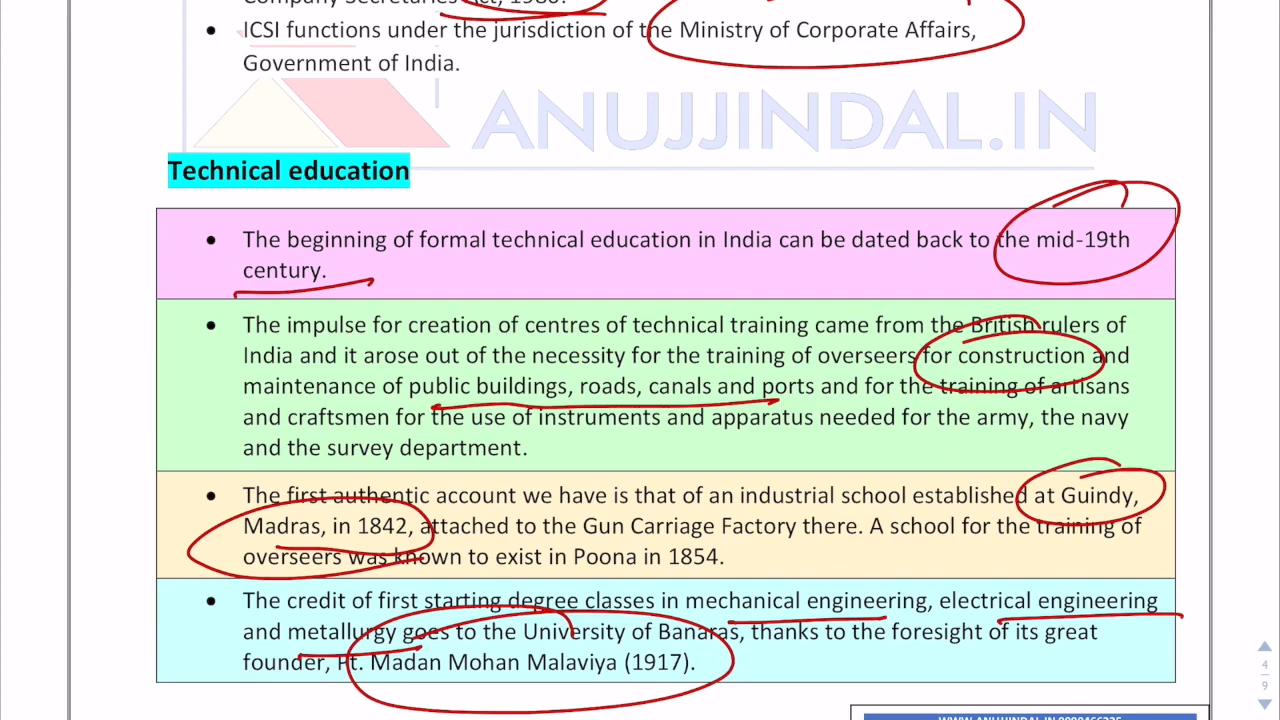 Company Secretaries Act, 1980.
• ICSI functions under the jurisdiction of the Ministry of Corporate Affairs,
Government of India.
ANUJJINDAL.IN
Technical education
• The beginning of formal technical education in India can be dated back to the mid-19th
century.
• The impulse for creation of centres of technical training came from the British rulers of
India and it arose out of the necessity for the training of overseers for construction and
maintenance of public buildings, roads, canals and ports and for the training of artisans
and craftsmen for the use of instruments and apparatus needed for the army, the navy
and the survey department.
• The first authentic account we have is that of an industrial school established at Guindy,
Madras, in 1842, attached to the Gun Carriage Factory there. A school for the training of
overseers was known to exist in Poona in 1854.
• The credit of first starting degree classes in mechanical engineering, electrical engineering
and metallurgy goes to the University of Banaras, thanks to the foresight of its great
founder, Pt. Madan Mohan Malaviya (1917).
4
9
WWW.ANUJJINDAL.IN